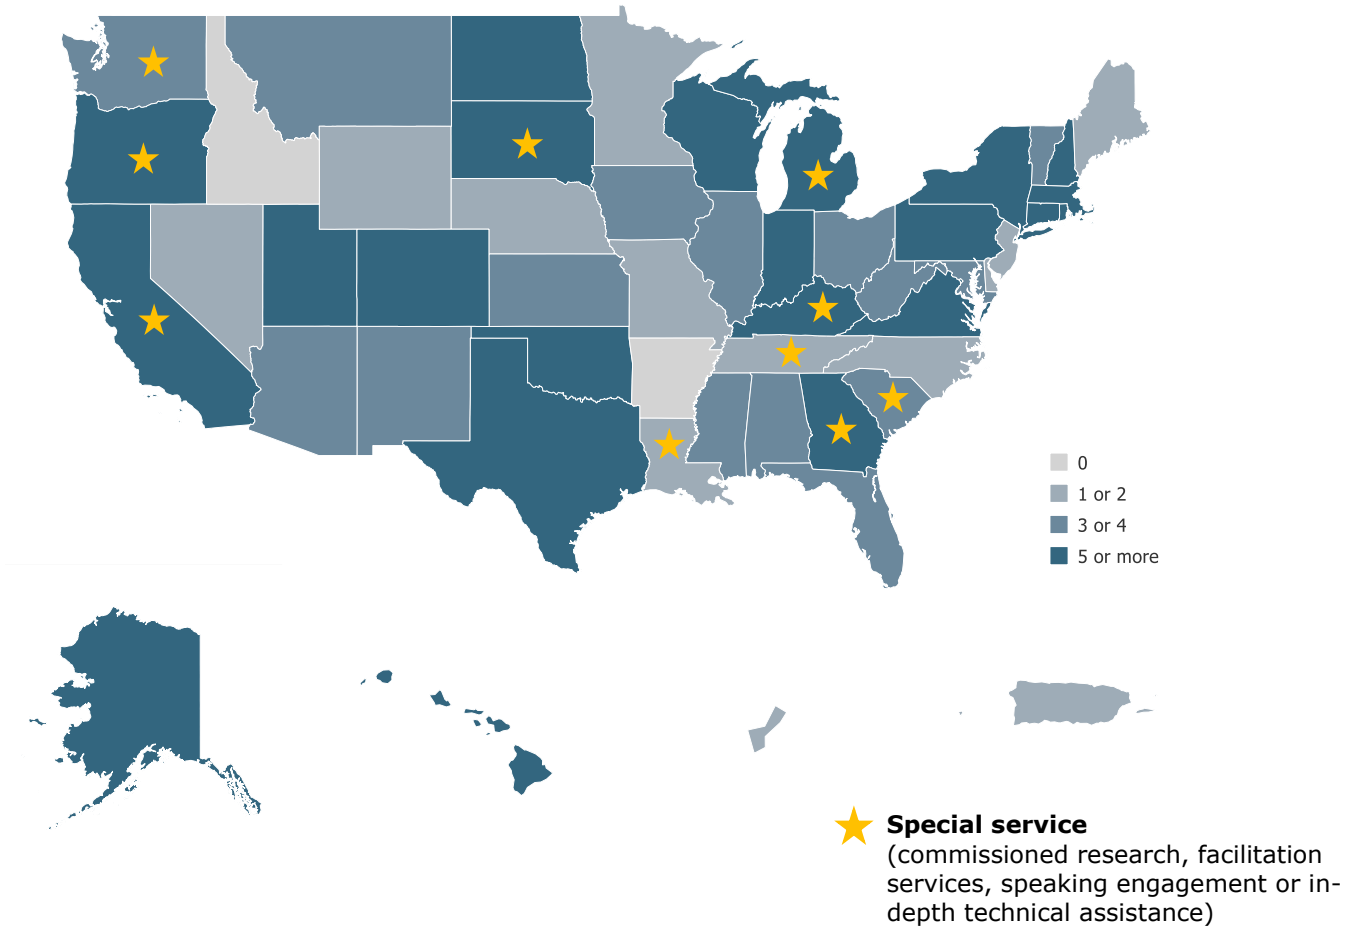 0
1 or 2
3 or 4
5 or more
Special service
(commissioned research, facilitation
services, speaking engagement or in-
depth technical assistance)